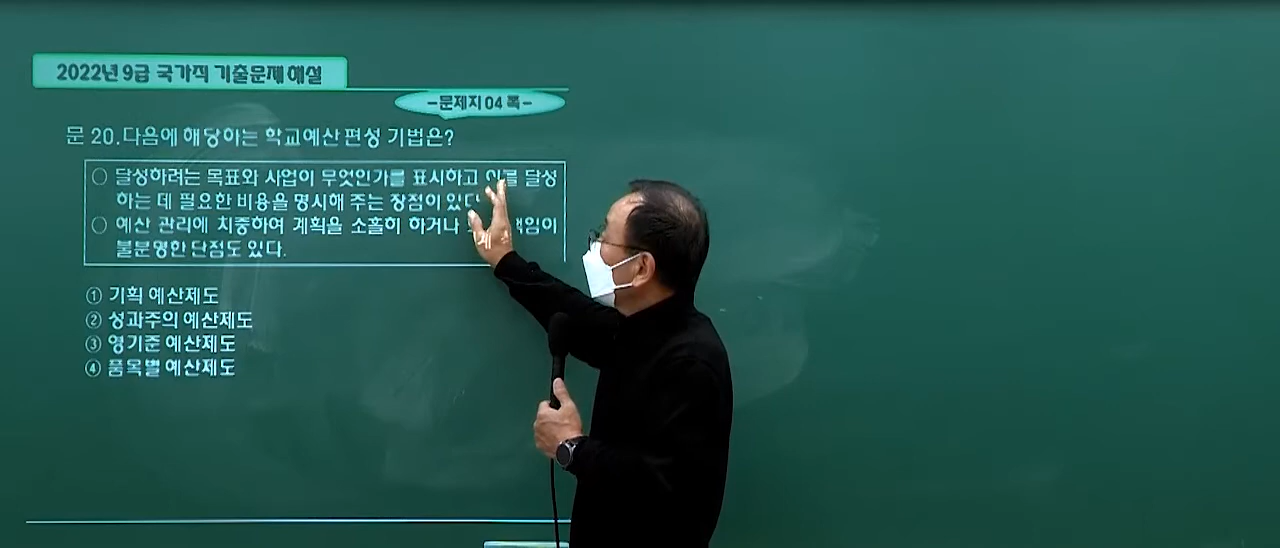 2022년 9급 국가직 기출문제 해설
-문제지 04 쪽-
문 20.다음에 해당하는 학교예산 편성 기법은?
○ 달성하려는 목표와 사업이 무엇인가를 표시하고 이를 달성
하는 데 필요한 비용을 명시해 주는 장점이 있다
○ 예산 관리에 치중하여 계획을 소홀히 하거나 책임이
불분명한 단점도 있다.
① 기획 예산제도
② 성과주의 예산제도
③ 영기준 예산제도
④ 품목별 예산제도